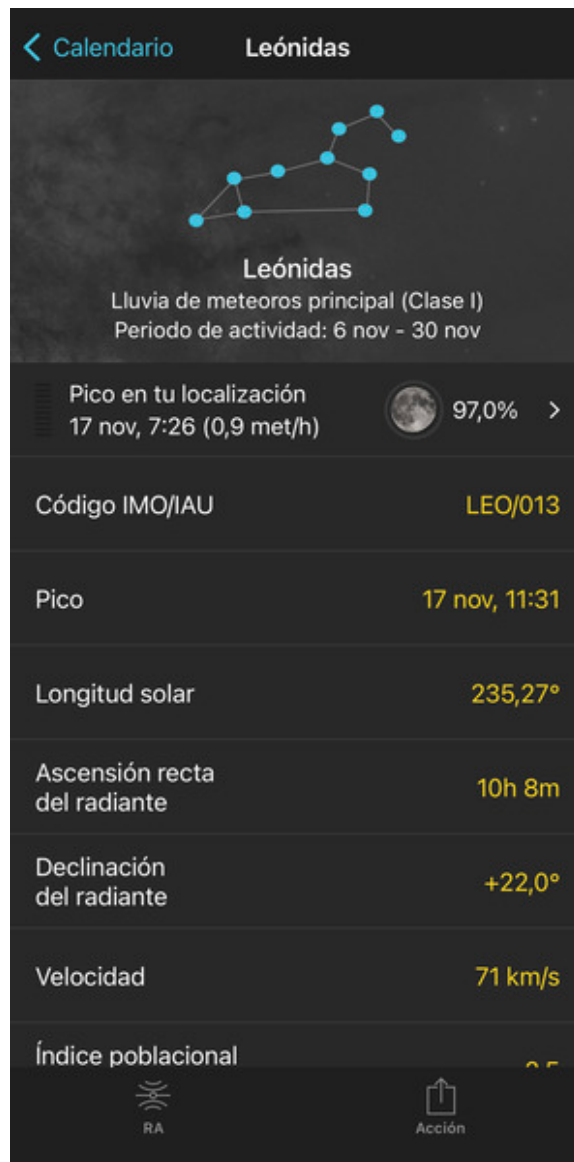 Calendario
Leónidas
Leónidas
Lluvia de meteoros principal (Clase I)
Periodo de actividad: 6 nov - 30 nov
Pico en tu localización
17 nov, 7:26 (0,9 met/h)
97,0%
Código IMO/IAU
LEO/013
Pico
17 nov, 11:31
Longitud solar
235,27°
Ascensión recta
del radiante
10h 8m
Declinación
del radiante
+22,0°
Velocidad
71 km/s
Índice poblacional
RA
Acción